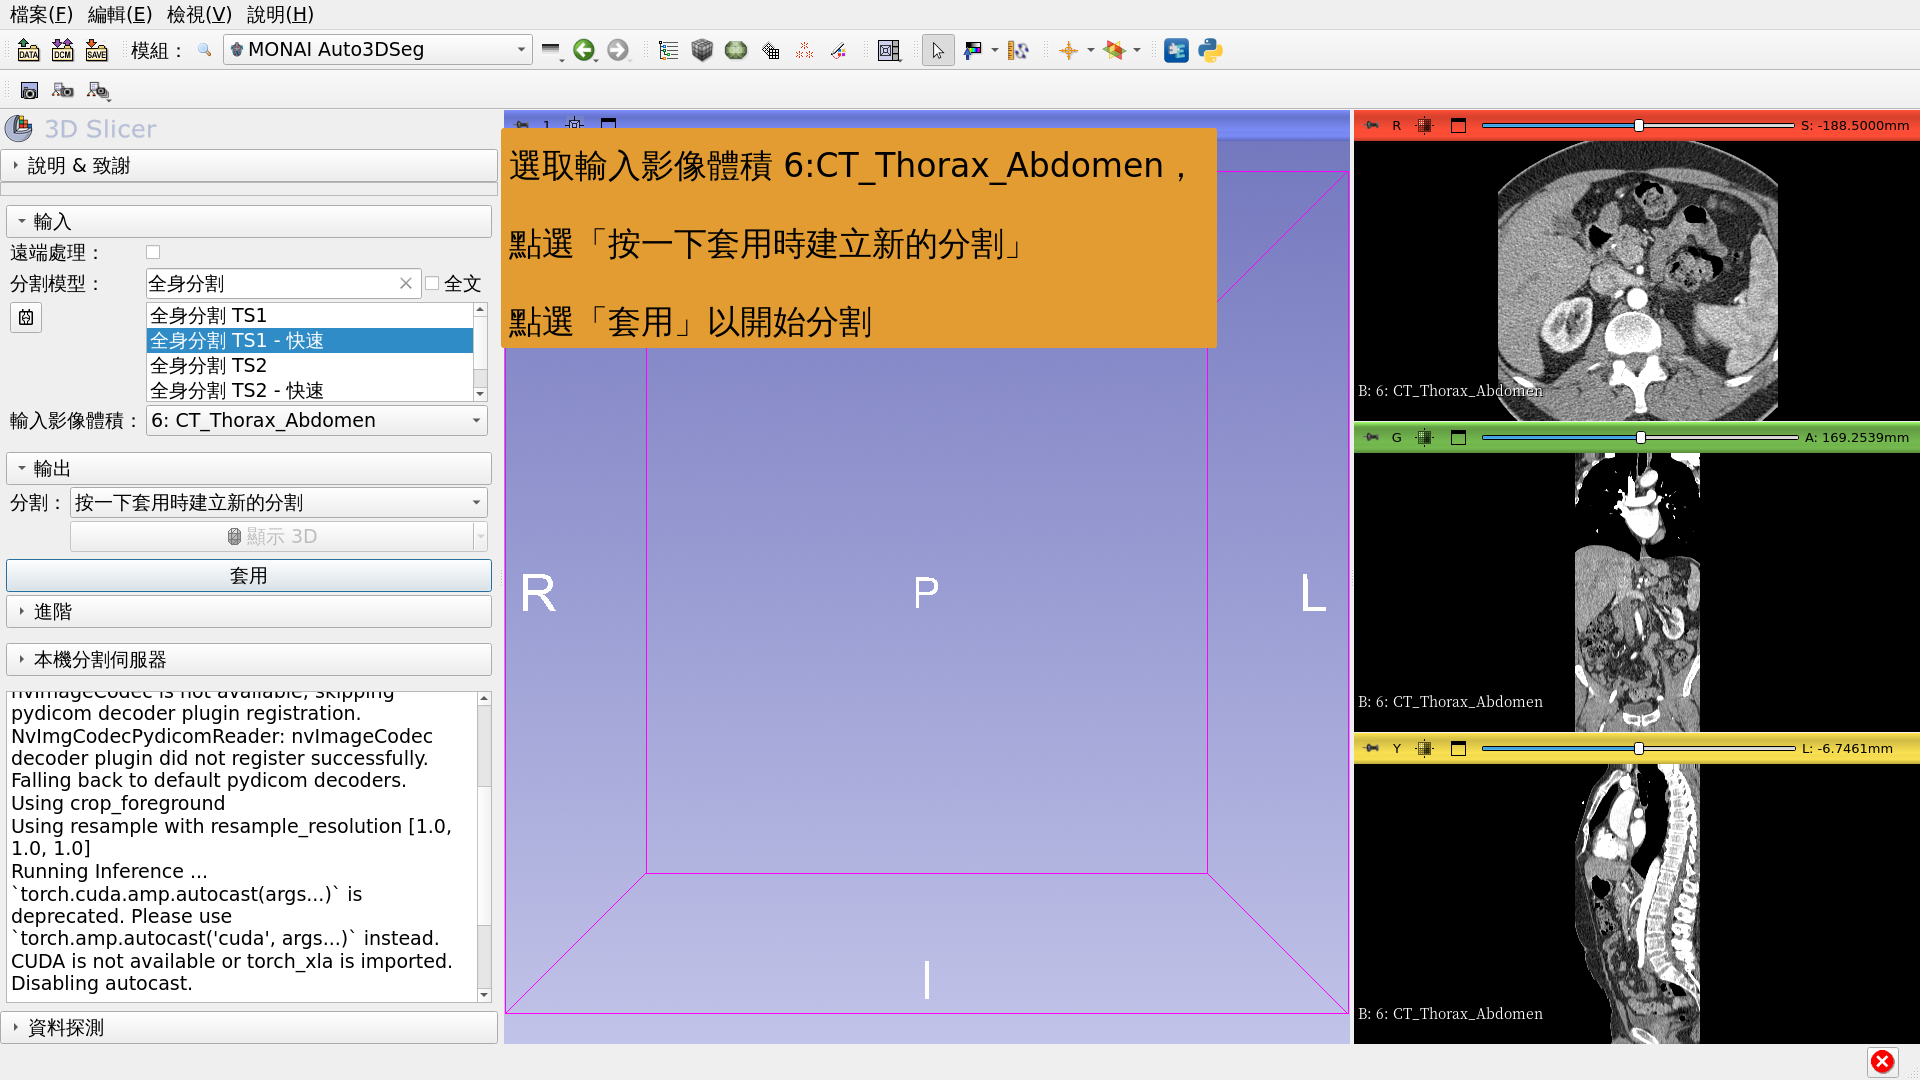 檔案(F) 編輯(E) 檢視(V) 說明(H)
DATA DCM SAVE 模組： MONAI Auto3DSeg
3D Slicer
說明 & 致謝
輸入
遠端處理：
分割模型： 全身分割 全文
全身分割 TS1
全身分割 TS1 - 快速
全身分割 TS2
全身分割 TS2 - 快速
輸入影像體積： 6: CT_Thorax_Abdomen
輸出
分割： 按一下套用時建立新的分割
顯示 3D
套用
進階
本機分割伺服器
nvImageCodec is not available, skipping
pydicom decoder plugin registration.
NvImgCodecPydicomReader: nvImageCodec
decoder plugin did not register successfully.
Falling back to default pydicom decoders.
Using crop_foreground
Using resample with resample_resolution [1.0,
1.0, 1.0]
Running Inference ...
`torch.cuda.amp.autocast(args...)` is
deprecated. Please use
`torch.amp.autocast('cuda', args...)` instead.
CUDA is not available or torch_xla is imported.
Disabling autocast.
資料探測
1
選取輸入影像體積 6:CT_Thorax_Abdomen，
點選「按一下套用時建立新的分割」
點選「套用」以開始分割
R P L
I
R S: -188.5000mm
B: 6: CT_Thorax_Abdomen
G A: 169.2539mm
B: 6: CT_Thorax_Abdomen
Y L: -6.7461mm
B: 6: CT_Thorax_Abdomen